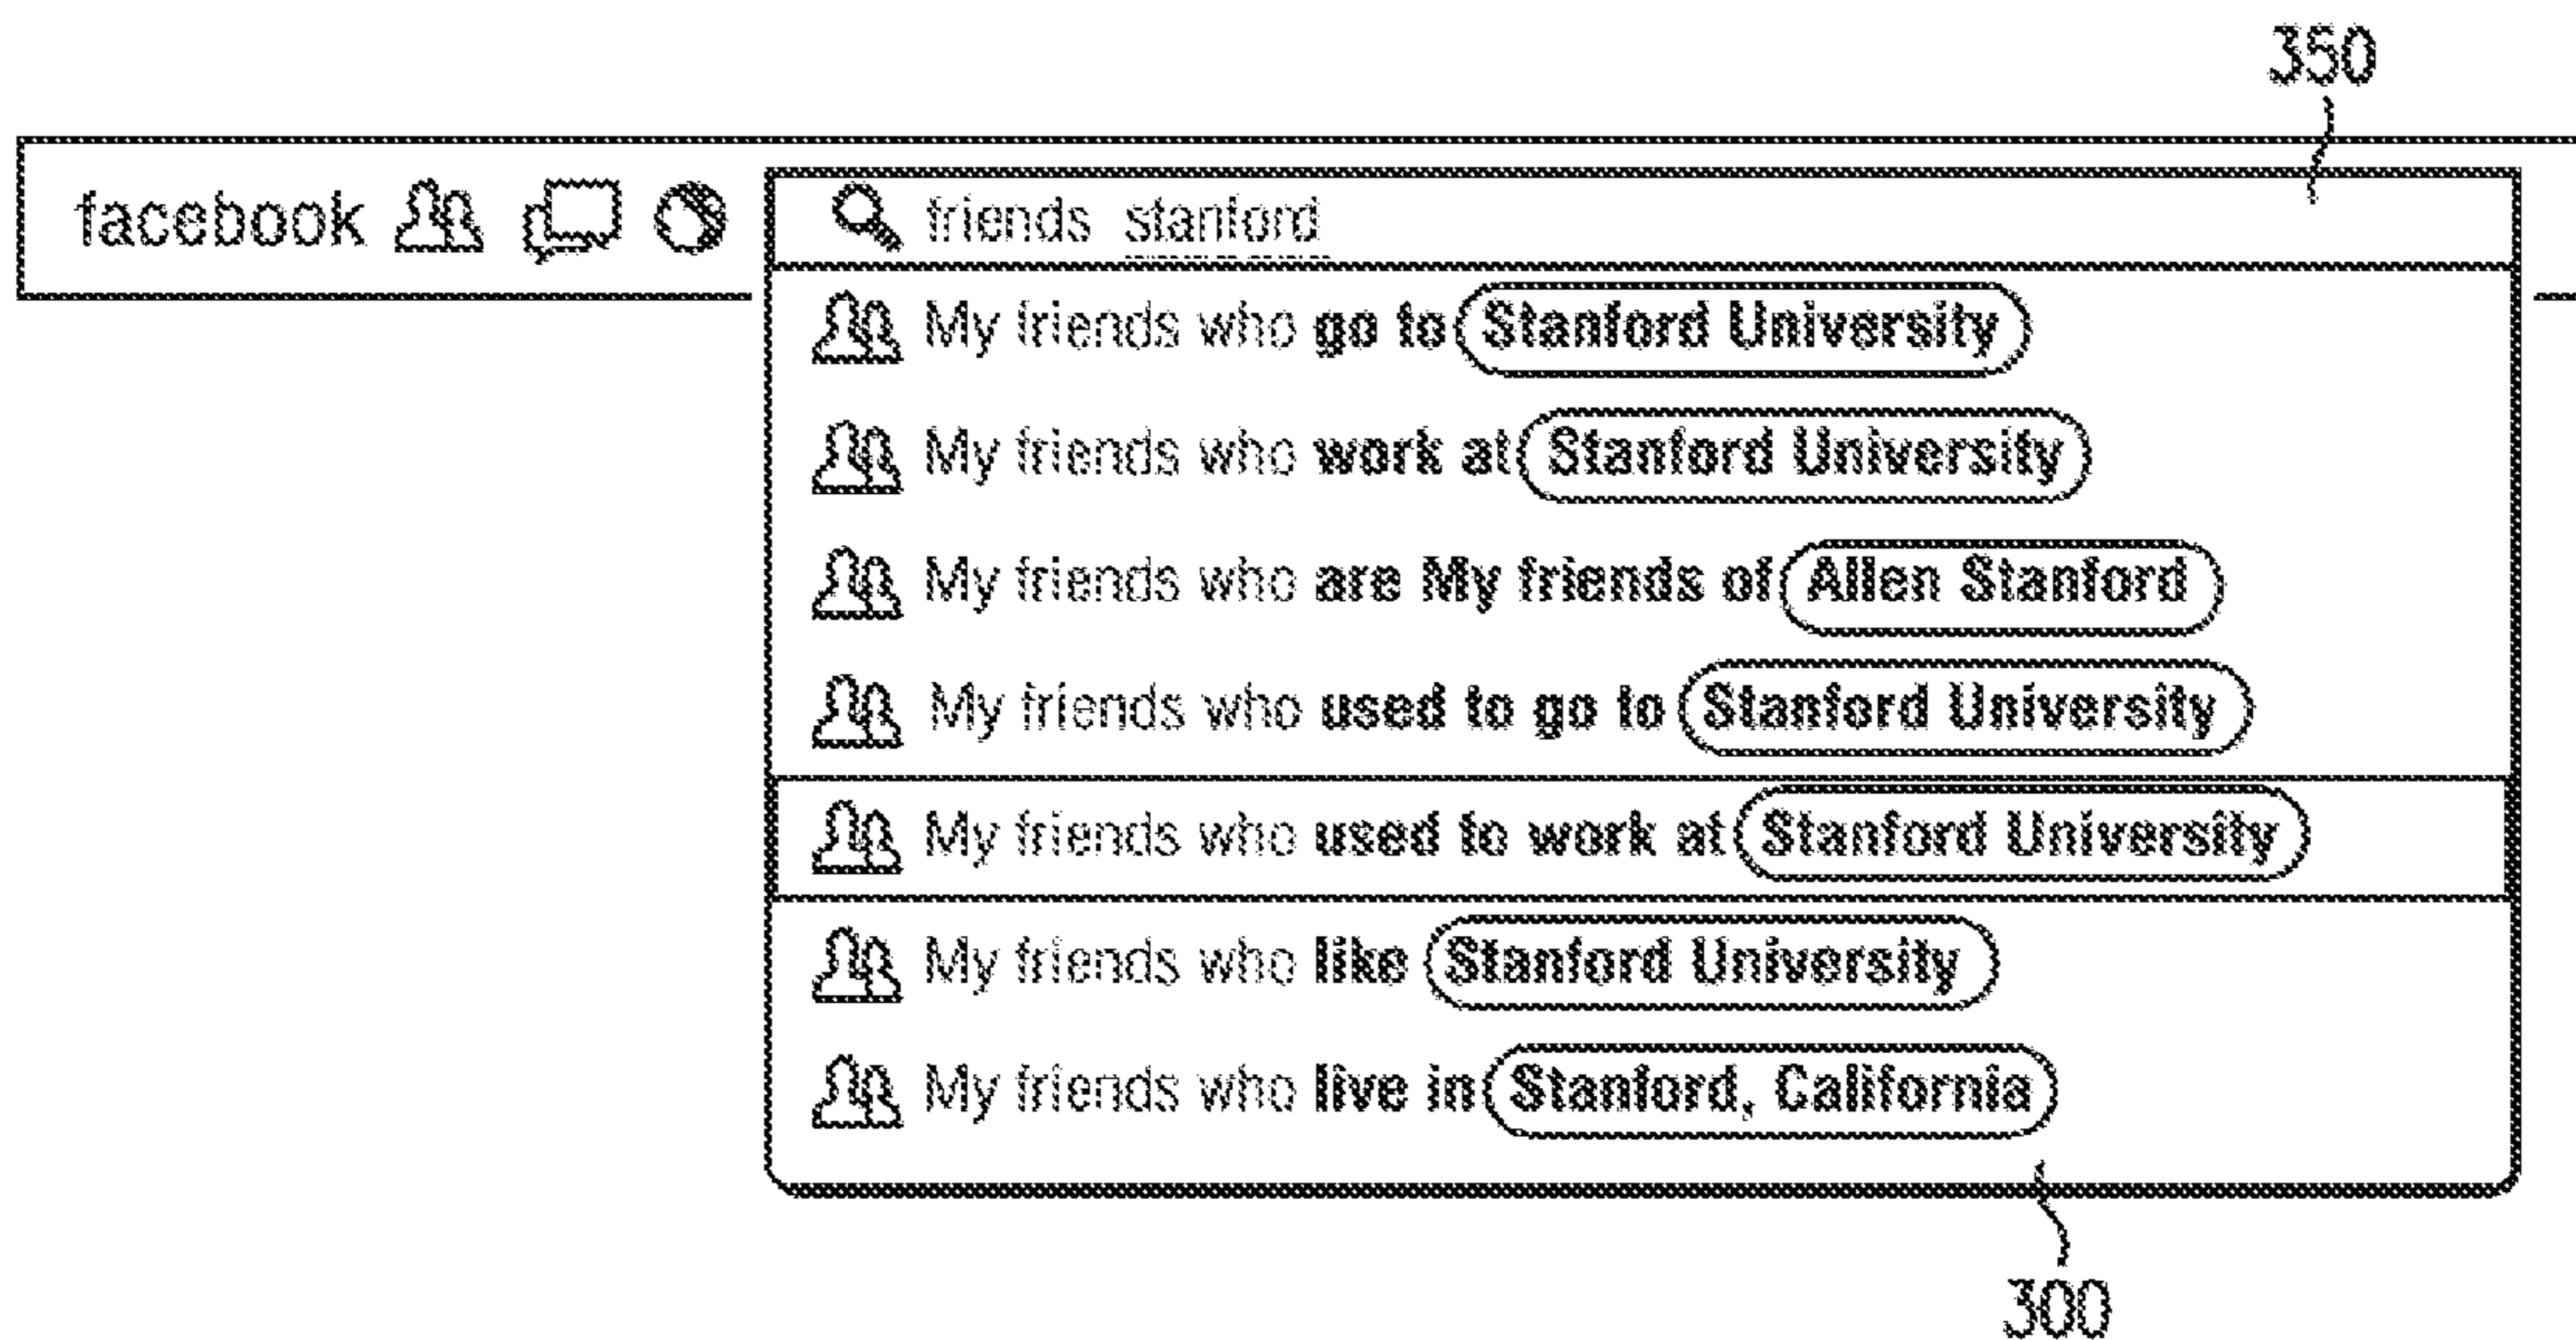 350
facebook friends stanford
My friends who go to Stanford University
My friends who work at Stanford University
My friends who are My friends of Allen Stanford
My friends who used to go to Stanford University
My friends who used to work at Stanford University
My friends who like Stanford University
My friends who live in Stanford, California
300